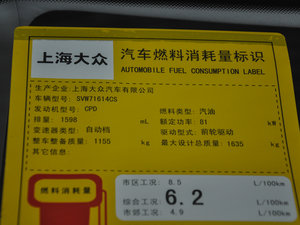 上海大众 汽车燃料消耗量标识
AUTOMOBILE FUEL CONSUMPTION LABEL
生产企业:上海大众汽车有限公司
车辆型号:SVW71614CS
发动机型号:CPD 燃料类型:汽油
排量:1598 mL 额定功率:81 kW
变速器类型:自动档 驱动型式:前轮驱动
整车整备质量:1155 kg 最大设计总质量:1635 kg
其它信息:
燃料消耗量
市区工况: 8.5 L/100km
综合工况: 6.2 L/100km
市郊工况: 4.9 L/100km